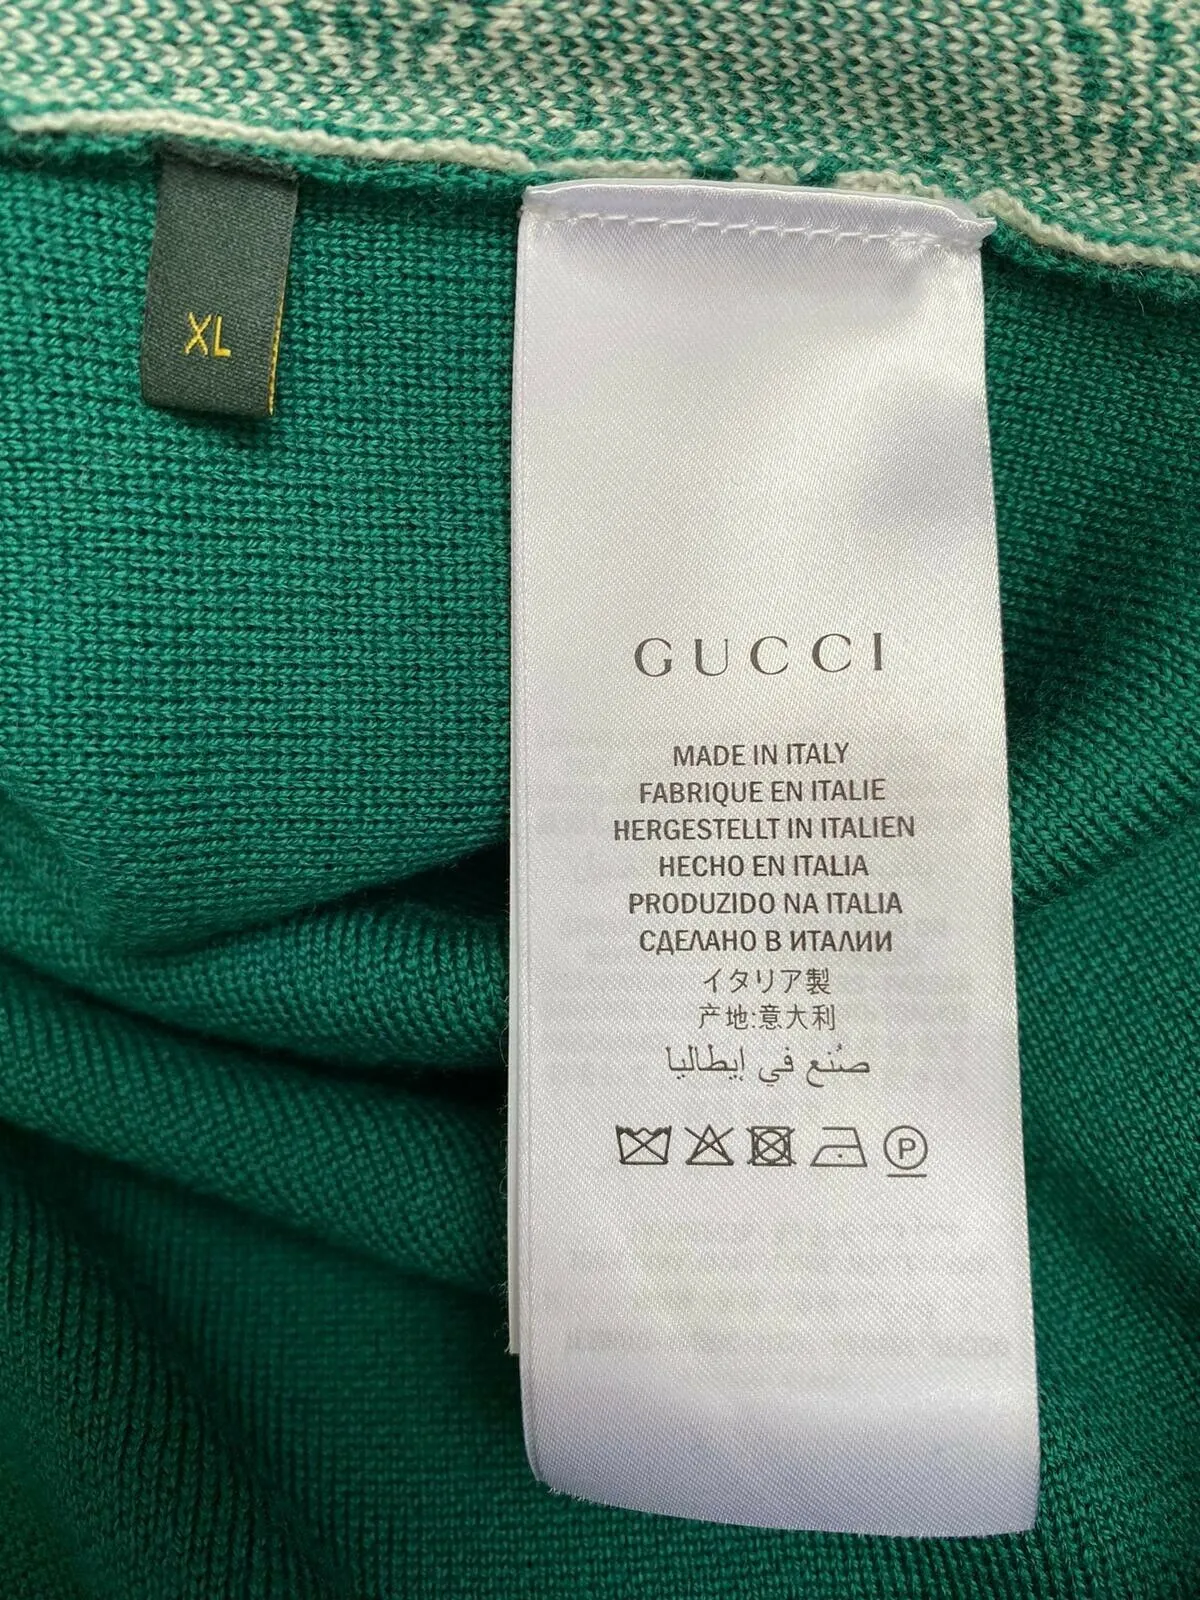 XL
GUCCI
MADE IN ITALY
FABRIQUE EN ITALIE
HERGESTELLT IN ITALIEN
HECHO EN ITALIA
PRODUZIDO NA ITALIA
СДЕЛАНО В ИТАЛИИ
イタリア製
产地:意大利
صُنع في إيطاليا
P